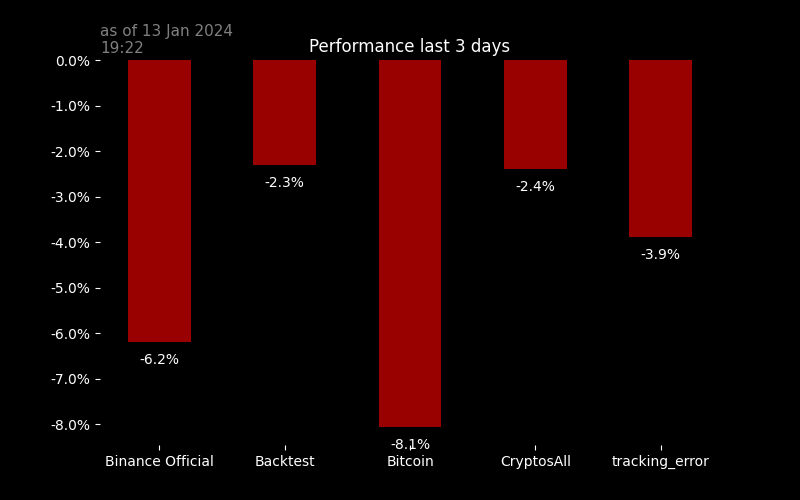 as of 13 Jan 2024
19:22
Performance last 3 days
0.0%
-1.0%
-2.0%
-3.0%
-4.0%
-5.0%
-6.0%
-7.0%
-8.0%
-6.2%
-2.3%
-8.1%
-2.4%
-3.9%
Binance Official
Backtest
Bitcoin
CryptosAll
tracking_error